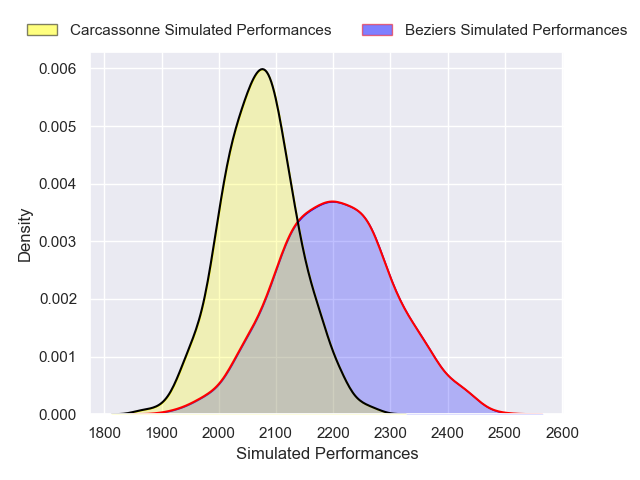 Carcassonne Simulated Performances
Beziers Simulated Performances
0.006
0.005
0.004
0.003
0.002
0.001
0.000
Density
1800 1900 2000 2100 2200 2300 2400 2500 2600
Simulated Performances